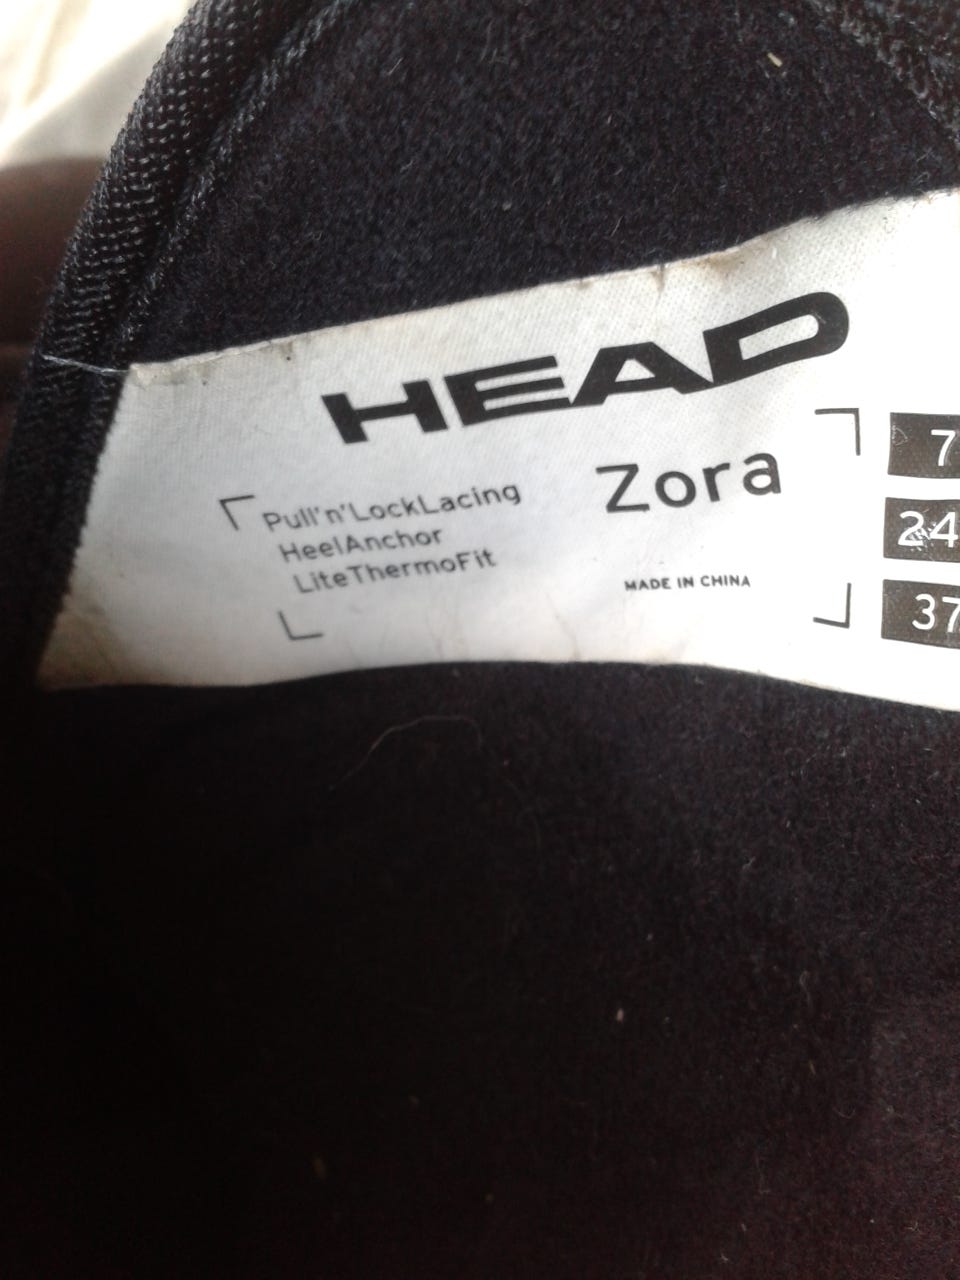 HEAD
Zora
Pull'n'LockLacing
HeelAnchor
LiteThermoFit
MADE IN CHINA
7
24
37